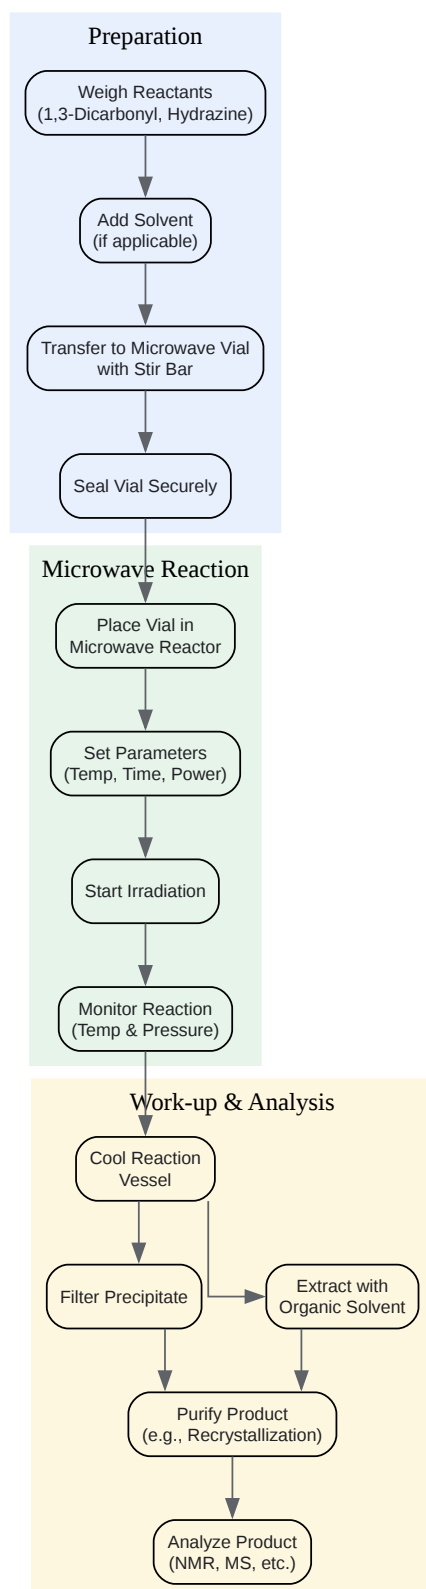 Preparation
Weigh Reactants
(1,3-Dicarbonyl, Hydrazine)
Add Solvent
(if applicable)
Transfer to Microwave Vial
with Stir Bar
Seal Vial Securely
Microwave Reaction
Place Vial in
Microwave Reactor
Set Parameters
(Temp, Time, Power)
Start Irradiation
Monitor Reaction
(Temp & Pressure)
Work-up & Analysis
Cool Reaction
Vessel
Filter Precipitate
Extract with
Organic Solvent
Purify Product
(e.g., Recrystallization)
Analyze Product
(NMR, MS, etc.)